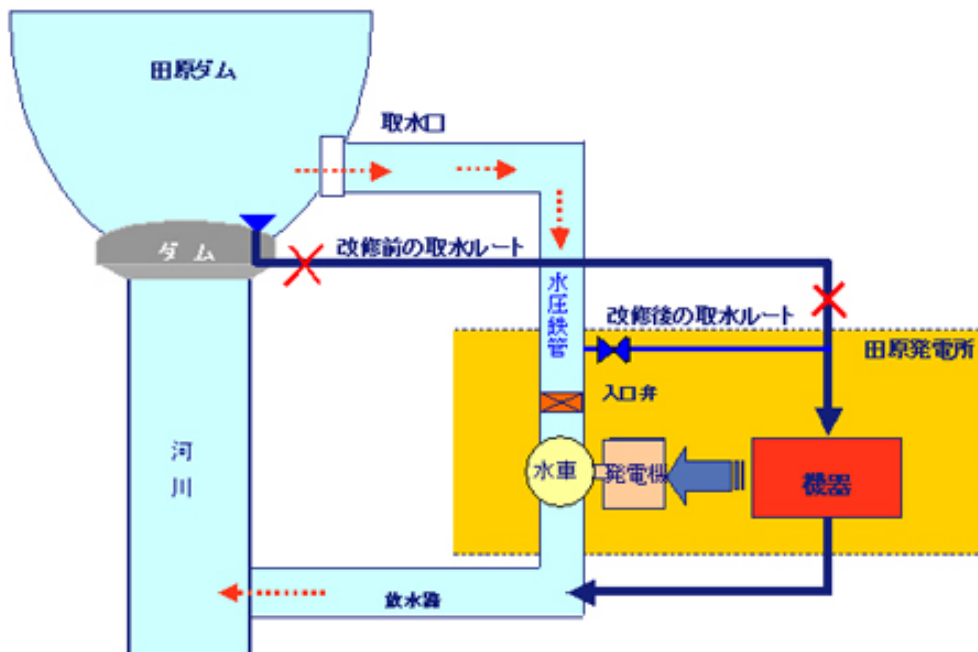 田原ダム
取水口
ダム
改修前の取水ルート
水圧鉄管
改修後の取水ルート
田原発電所
入口弁
河川
水車
発電機
機器
放水路